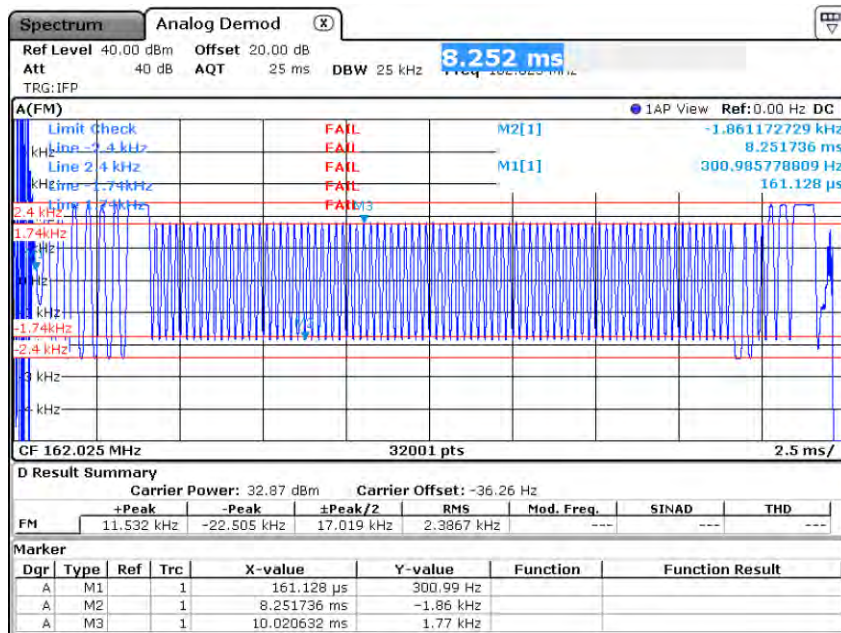 Spectrum Analog Demod X
Ref Level 40.00 dBm Offset 20.00 dB 8.252 ms
Att 40 dB AQT 25 ms DBW 25 kHz
TRG:IFP
A(FM) 1AP View Ref:0.00 Hz DC
Limit Check FAIL M2[1] -1.861172729 kHz
kHz Line -2.4 kHz FAIL 8.251736 ms
Line 2.4 kHz FAIL M1[1] 300.985778809 Hz
kHz Line -1.74kHz FAIL 161.128 µs
Line 1.74kHz FAIL M3
2.4 kHz
1.74kHz
-1.74kHz
-2.4 kHz
-3 kHz
kHz
CF 162.025 MHz 32001 pts 2.5 ms/
D Result Summary
Carrier Power: 32.87 dBm Carrier Offset: -36.26 Hz
+Peak -Peak ±Peak/2 RMS Mod. Freq. SINAD THD
FM 11.532 kHz -22.505 kHz 17.019 kHz 2.3867 kHz --- --- ---
Marker
Dgr Type Ref Trc X-value Y-value Function Function Result
A M1 1 161.128 µs 300.99 Hz
A M2 1 8.251736 ms -1.86 kHz
A M3 1 10.020632 ms 1.77 kHz